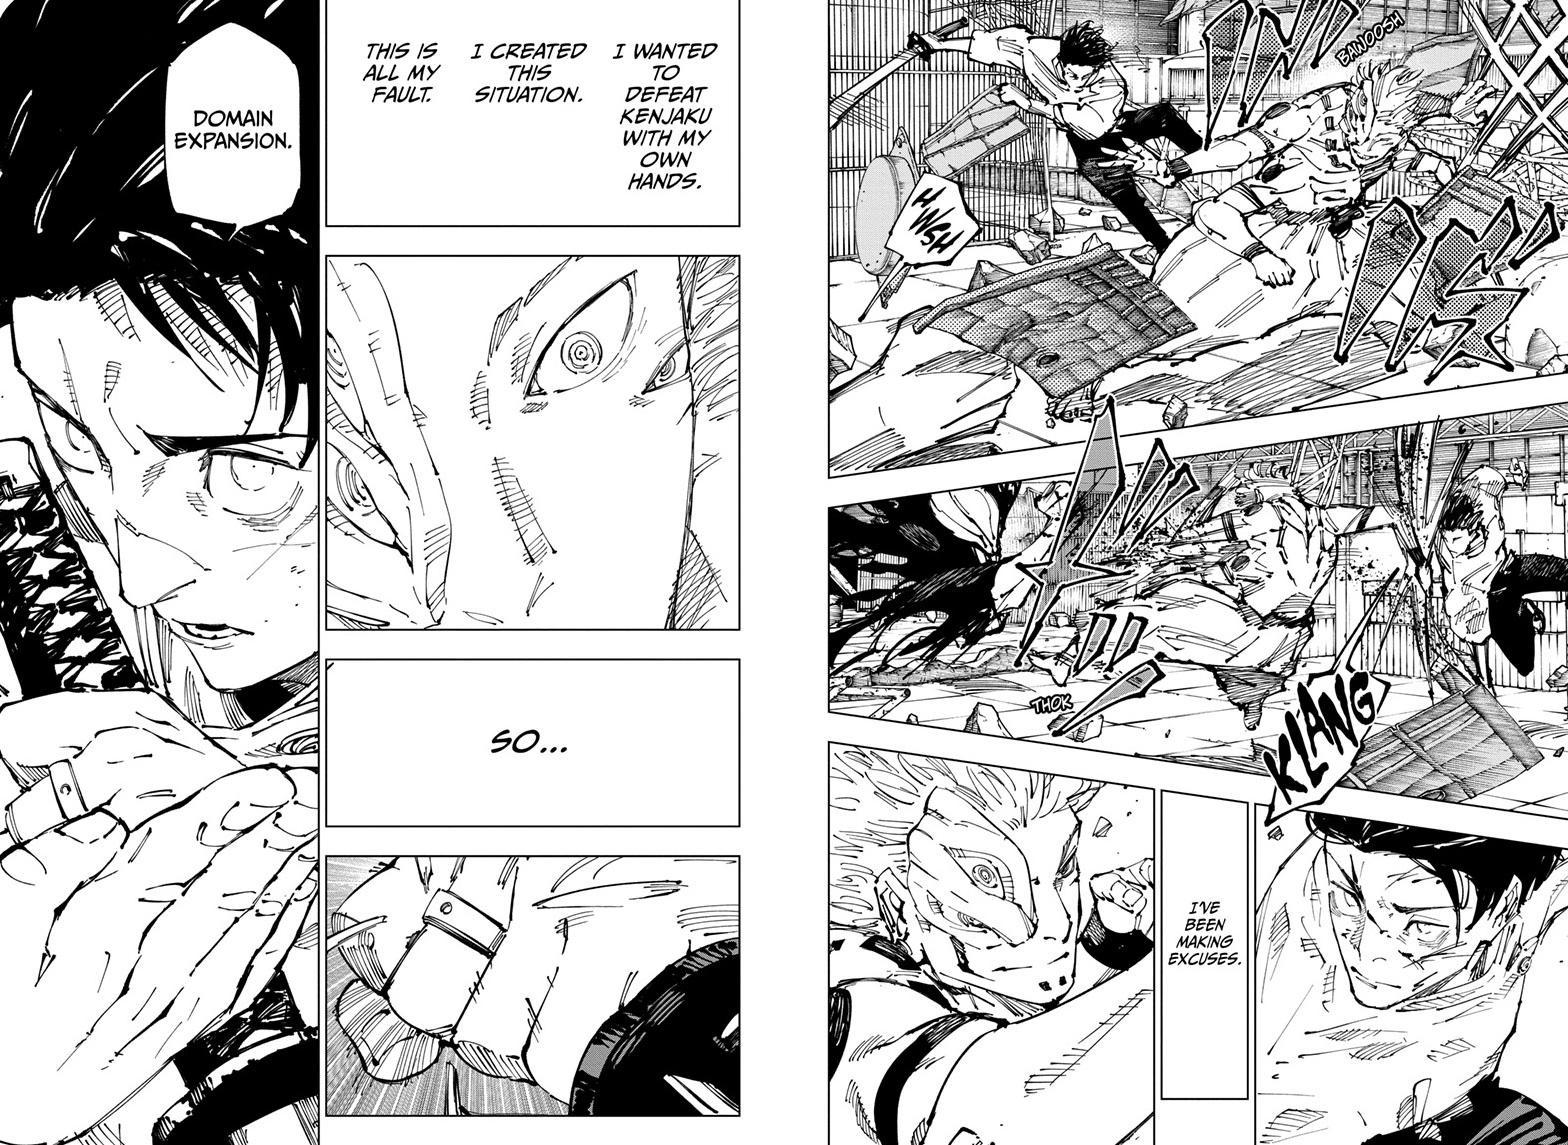 BAWOOSH
HWSH
THOK
KLANG
I'VE
BEEN
MAKING
EXCUSES.
I WANTED
TO
DEFEAT
KENJAKU
WITH MY
OWN
HANDS.
I CREATED
THIS
SITUATION.
THIS IS
ALL MY
FAULT.
SO...
DOMAIN
EXPANSION.